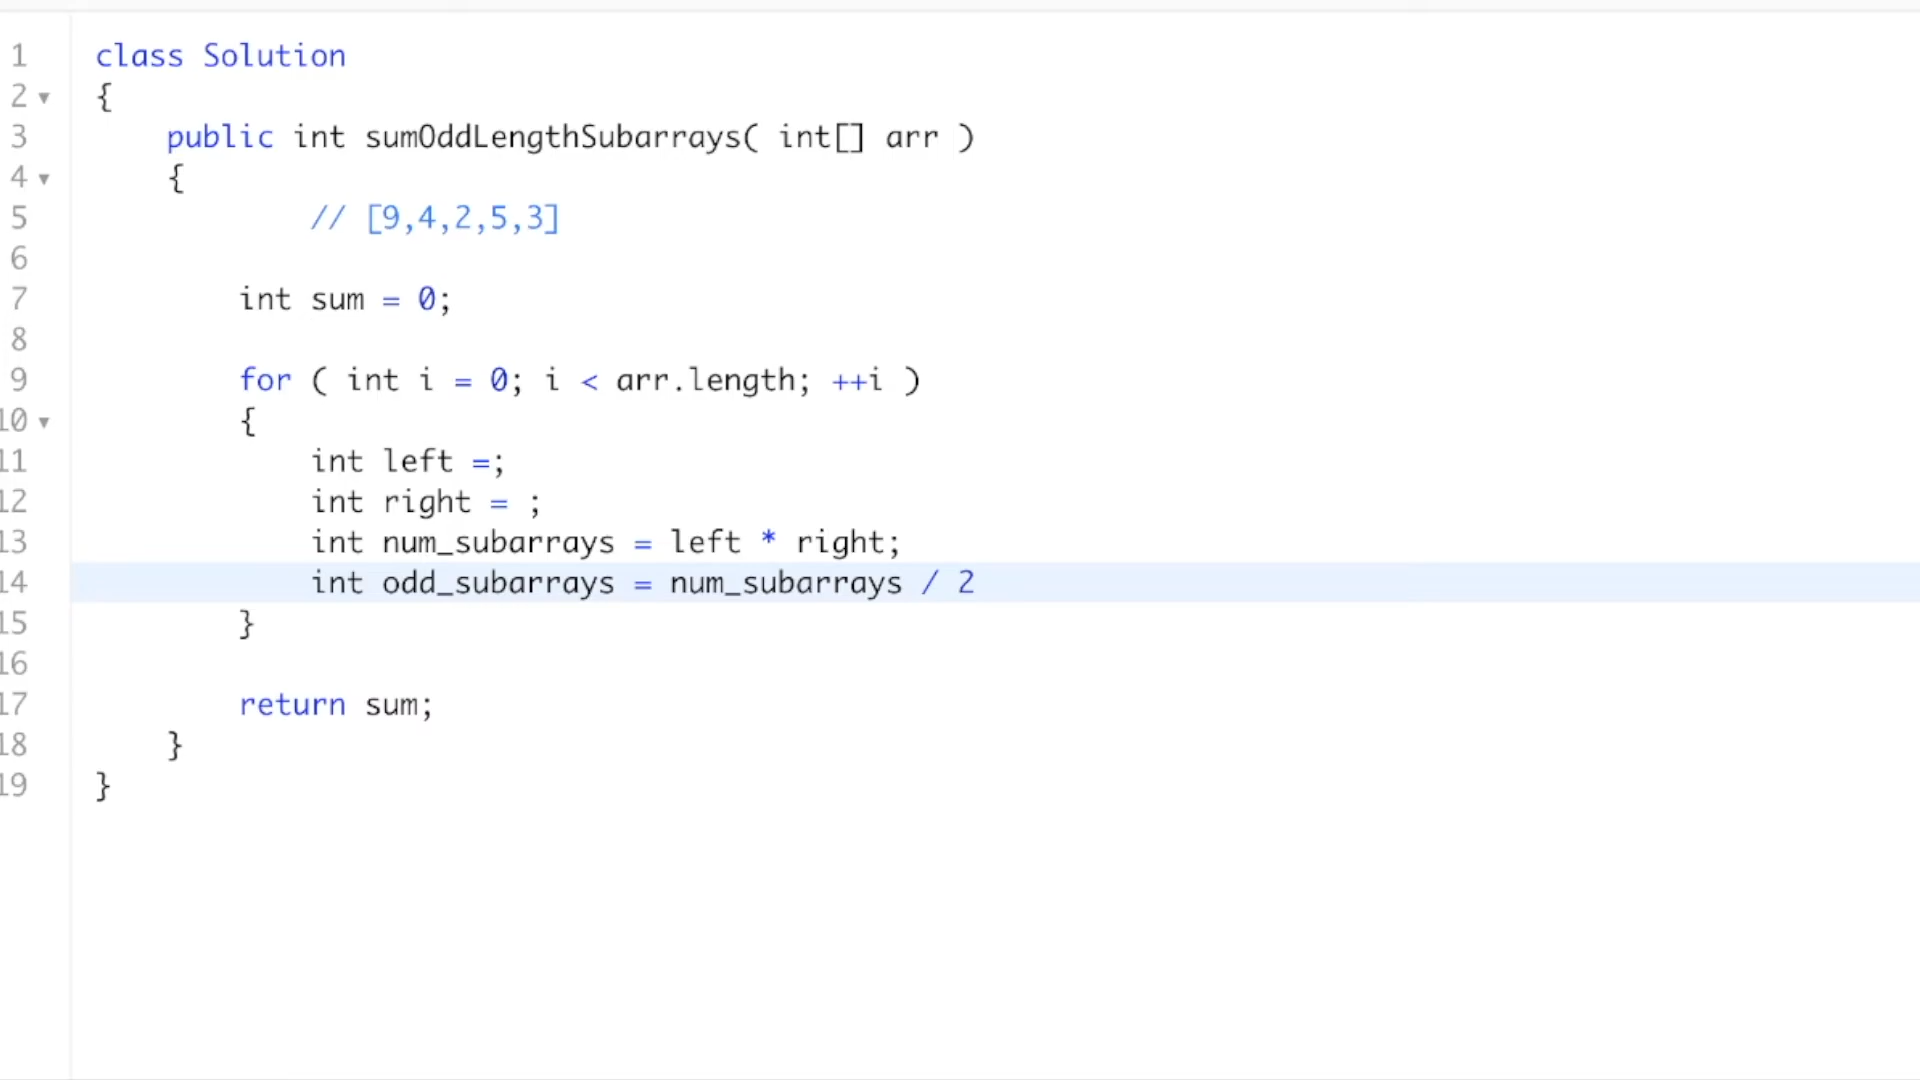 1 class Solution
2 {
3 public int sumOddLengthSubarrays( int[] arr )
4 {
5 // [9,4,2,5,3]
6
7 int sum = 0;
8
9 for ( int i = 0; i < arr.length; ++i )
10 {
11 int left =;
12 int right = ;
13 int num_subarrays = left * right;
14 int odd_subarrays = num_subarrays / 2
15 }
16
17 return sum;
18 }
19 }